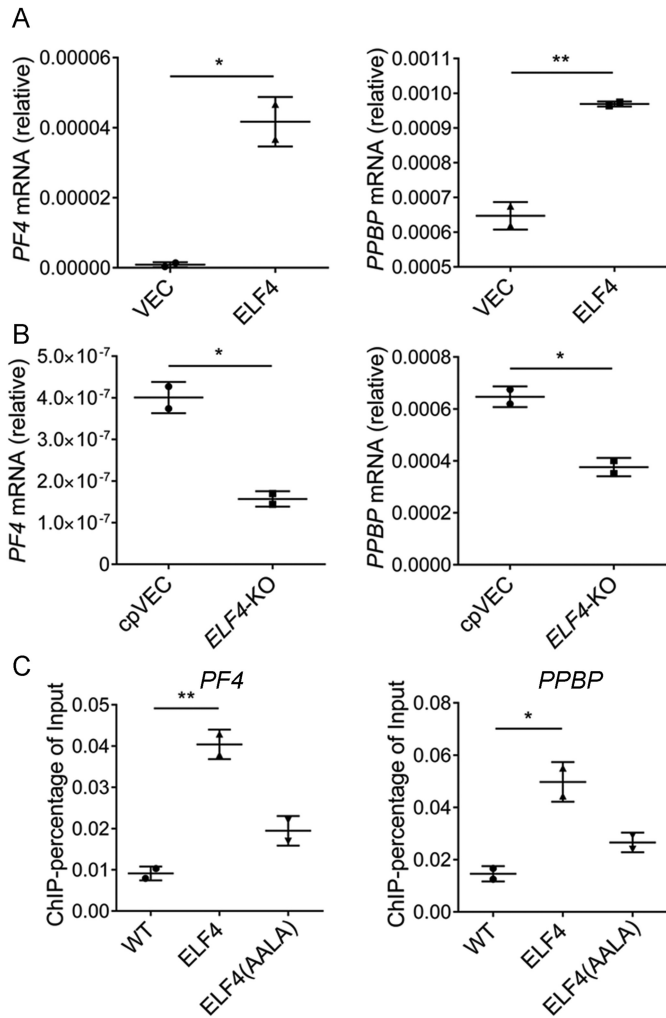 A
PF4 mRNA (relative)
0.00006
0.00004
0.00002
0.00000
*
VEC
ELF4
PPBP mRNA (relative)
0.0011
0.0010
0.0009
0.0008
0.0007
0.0006
0.0005
**
VEC
ELF4
B
PF4 mRNA (relative)
5.0×10⁻⁷
4.0×10⁻⁷
3.0×10⁻⁷
2.0×10⁻⁷
1.0×10⁻⁷
0
*
cpVEC
ELF4-KO
PPBP mRNA (relative)
0.0008
0.0006
0.0004
0.0002
0.0000
*
cpVEC
ELF4-KO
C
PF4
ChIP-percentage of Input
0.05
0.04
0.03
0.02
0.01
0.00
**
WT
ELF4
ELF4(AALA)
PPBP
ChIP-percentage of Input
0.08
0.06
0.04
0.02
0.00
*
WT
ELF4
ELF4(AALA)